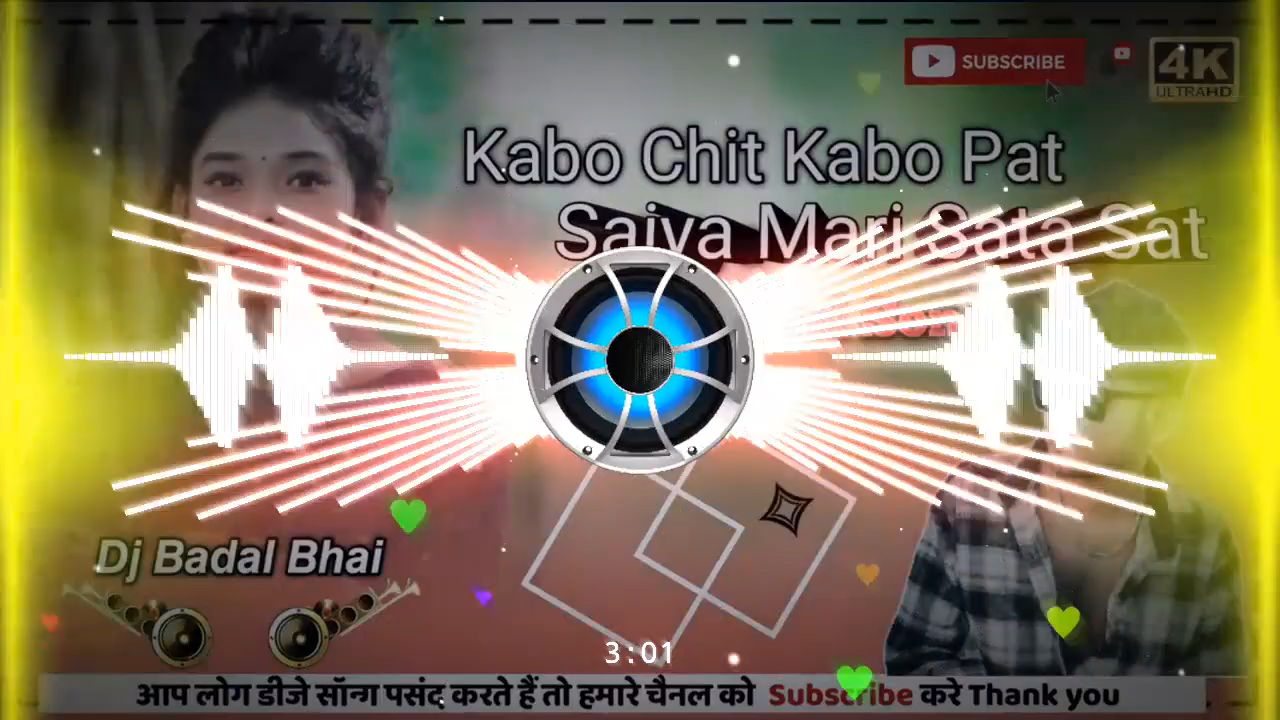 SUBSCRIBE
4K
ULTRAHD
Kabo Chit Kabo Pat
Saiya Mari Sata Sat
Dj Badal Bhai
3:01
आप लोग डीजे सॉन्ग पसंद करते हैं तो हमारे चैनल को Subscribe करे Thank you